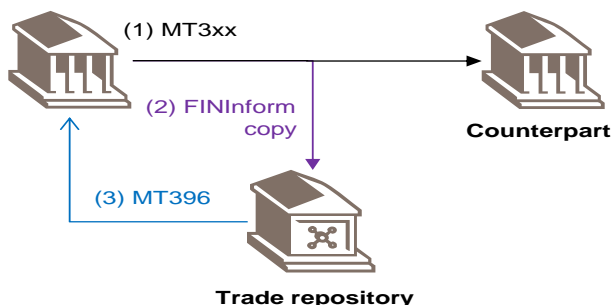 (1) MT3xx
(2) FINInform
copy
Counterpart
(3) MT396
Trade repository